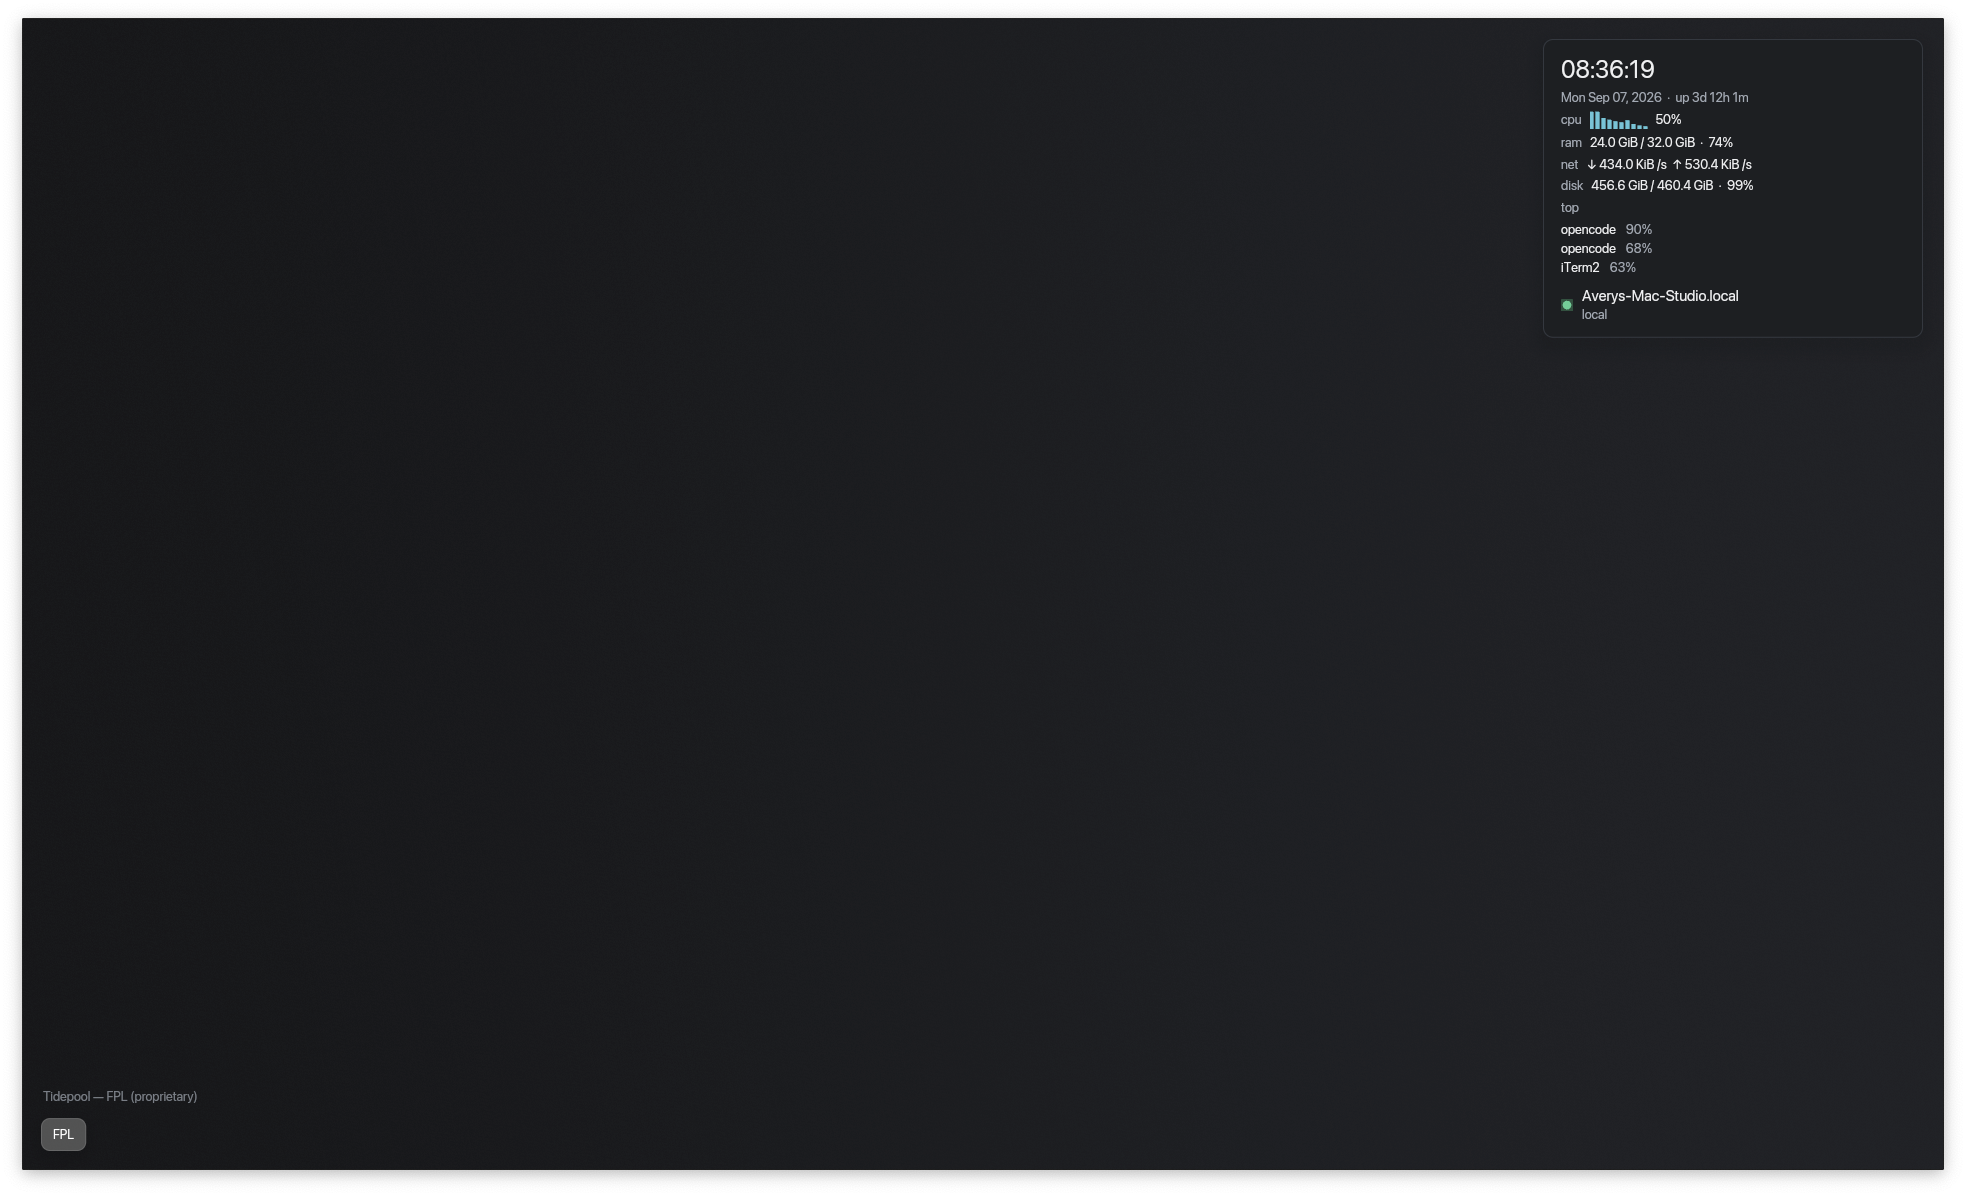 08:36:19
Mon Sep 07, 2026 · up 3d 12h 1m
cpu 50%
ram 24.0 GiB / 32.0 GiB · 74%
net ↓ 434.0 KiB/s ↑ 530.4 KiB/s
disk 456.6 GiB / 460.4 GiB · 99%
top
opencode 90%
opencode 68%
iTerm2 63%
Averys-Mac-Studio.local
local
Tidepool — FPL (proprietary)
FPL